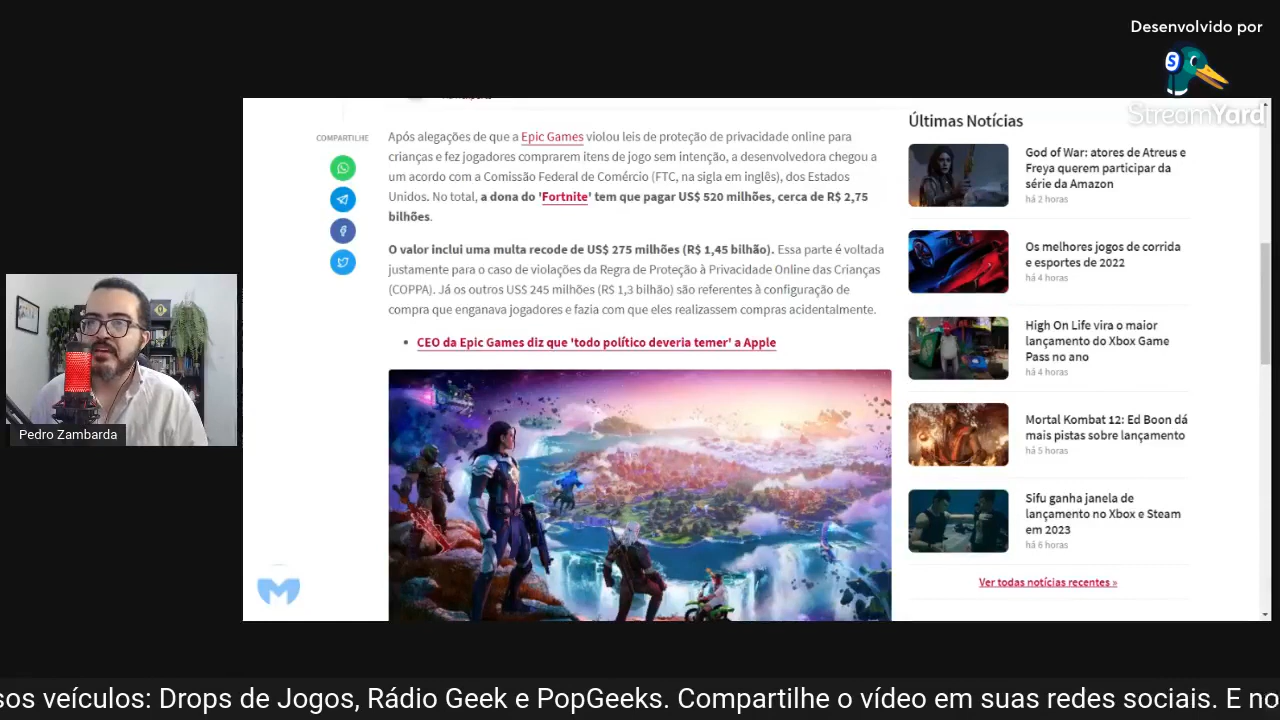 Desenvolvido por
S
StreamYard
COMPARTILHE
Após alegações de que a Epic Games violou leis de proteção de privacidade online para
crianças e fez jogadores comprarem itens de jogo sem intenção, a desenvolvedora chegou a
um acordo com a Comissão Federal de Comércio (FTC, na sigla em inglês), dos Estados
Unidos. No total, a dona do 'Fortnite' tem que pagar US$ 520 milhões, cerca de R$ 2,75
bilhões.
O valor inclui uma multa recode de US$ 275 milhões (R$ 1,45 bilhão). Essa parte é voltada
justamente para o caso de violações da Regra de Proteção à Privacidade Online das Crianças
(COPPA). Já os outros US$ 245 milhões (R$ 1,3 bilhão) são referentes à configuração de
compra que enganava jogadores e fazia com que eles realizassem compras acidentalmente.
• CEO da Epic Games diz que 'todo político deveria temer' a Apple
Últimas Notícias
God of War: atores de Atreus e
Freya querem participar da
série da Amazon
há 2 horas
Os melhores jogos de corrida
e esportes de 2022
há 4 horas
High On Life vira o maior
lançamento do Xbox Game
Pass no ano
há 4 horas
Mortal Kombat 12: Ed Boon dá
mais pistas sobre lançamento
há 5 horas
Sifu ganha janela de
lançamento no Xbox e Steam
em 2023
há 6 horas
Ver todas notícias recentes »
Pedro Zambarda
sos veículos: Drops de Jogos, Rádio Geek e PopGeeks. Compartilhe o vídeo em suas redes sociais. E no